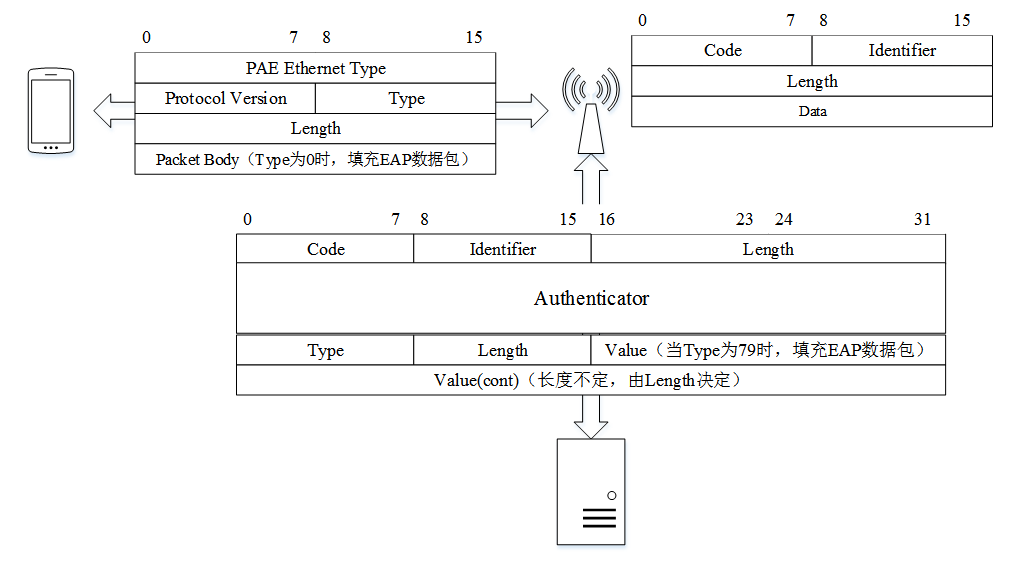 0 7 8 15
PAE Ethernet Type
Protocol Version Type
Length
Packet Body（Type为0时，填充EAP数据包）
0 7 8 15
Code Identifier
Length
Data
0 7 8 15 16 23 24 31
Code Identifier Length
Authenticator
Type Length Value（当Type为79时，填充EAP数据包）
Value(cont)（长度不定，由Length决定）